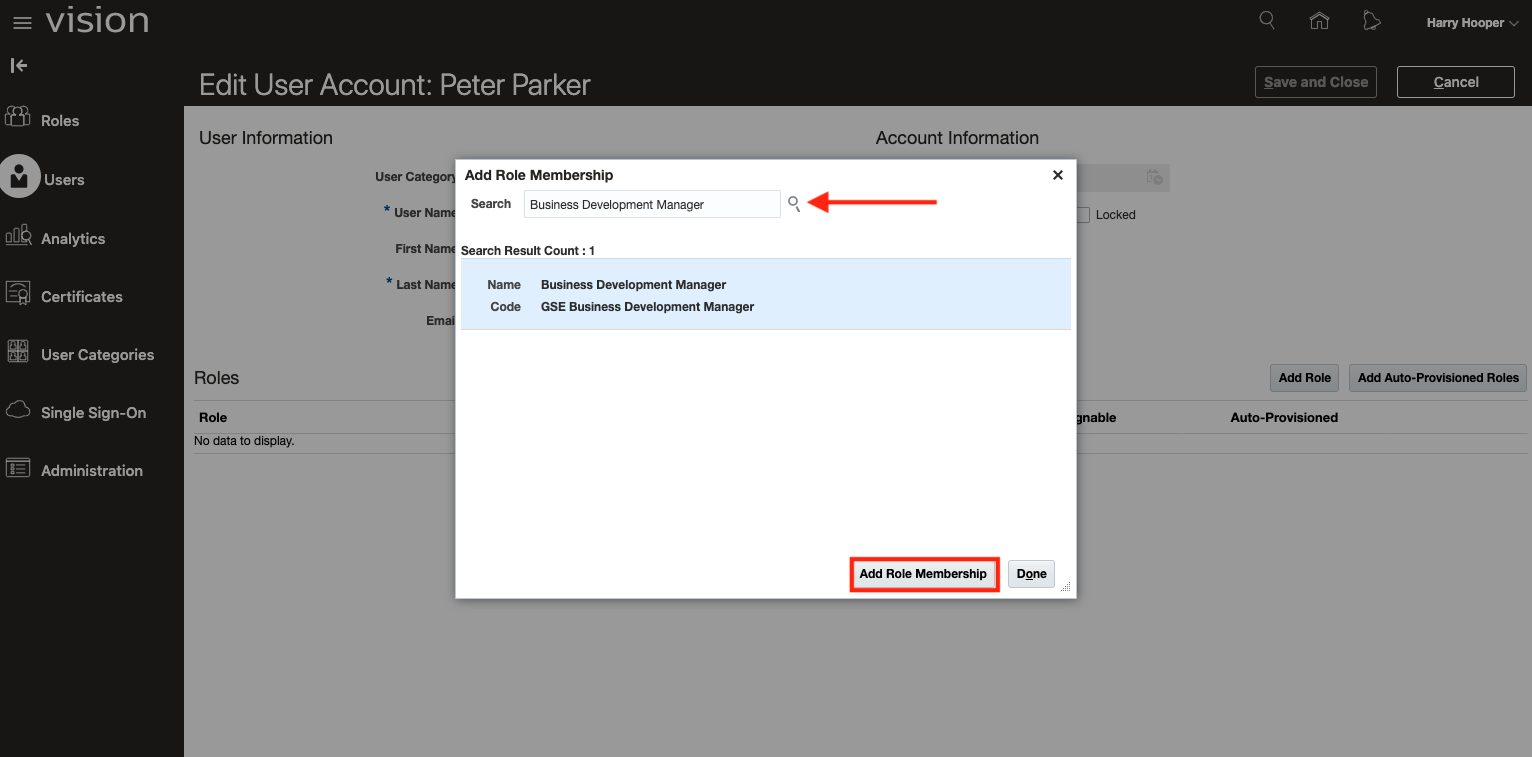 vision
Harry Hooper
Edit User Account: Peter Parker
Save and Close
Cancel
Roles
Users
Analytics
Certificates
User Categories
Single Sign-On
Administration
User Information
Account Information
User Category
* User Name
First Name
* Last Name
Emai
Locked
Add Role Membership
Search Business Development Manager
Search Result Count : 1
Name Business Development Manager
Code GSE Business Development Manager
Add Role Membership
Done
Roles
Add Role
Add Auto-Provisioned Roles
Role
gnable
Auto-Provisioned
No data to display.